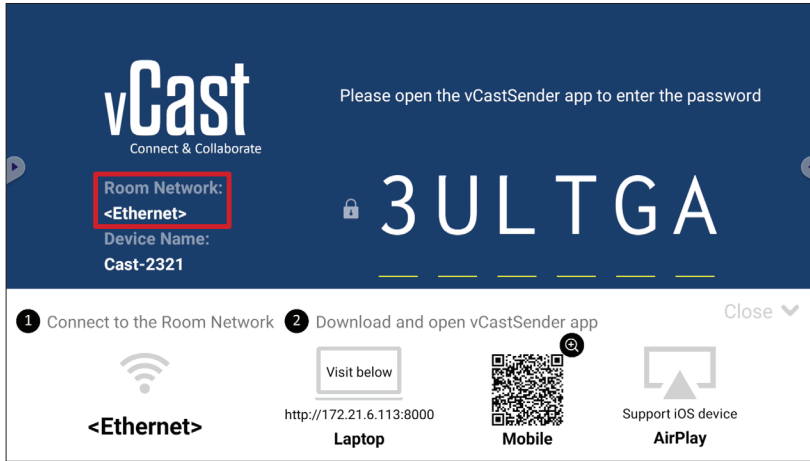 vCast
Connect & Collaborate
Please open the vCastSender app to enter the password
Room Network:
<Ethernet>
Device Name:
Cast-2321
3ULTGA
Close
1 Connect to the Room Network
2 Download and open vCastSender app
<Ethernet>
Visit below
http://172.21.6.113:8000
Laptop
Mobile
Support iOS device
AirPlay